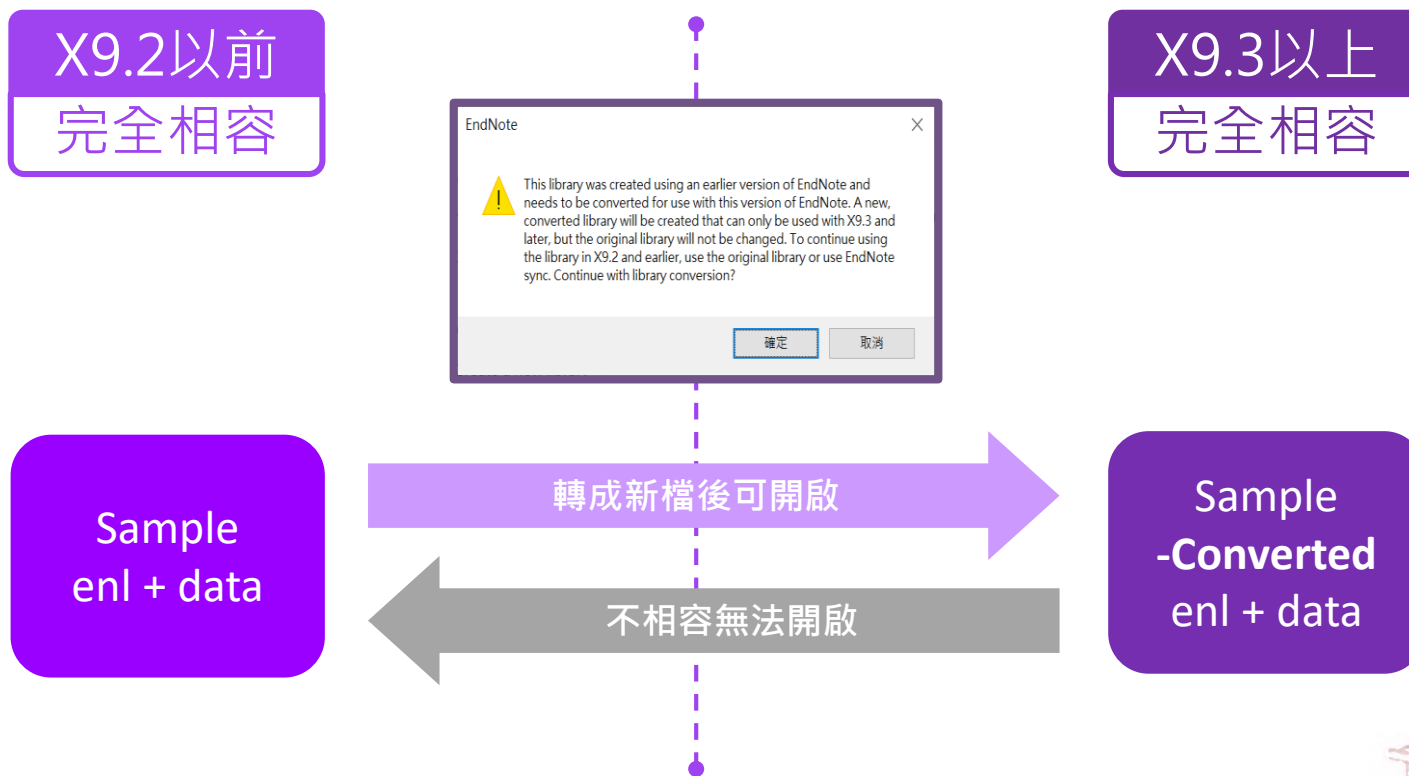 X9.2以前
完全相容
X9.3以上
完全相容
EndNote
This library was created using an earlier version of EndNote and
needs to be converted for use with this version of EndNote. A new,
converted library will be created that can only be used with X9.3 and
later, but the original library will not be changed. To continue using
the library in X9.2 and earlier, use the original library or use EndNote
sync. Continue with library conversion?
確定
取消
Sample
enl + data
轉成新檔後可開啟
不相容無法開啟
Sample
-Converted
enl + data